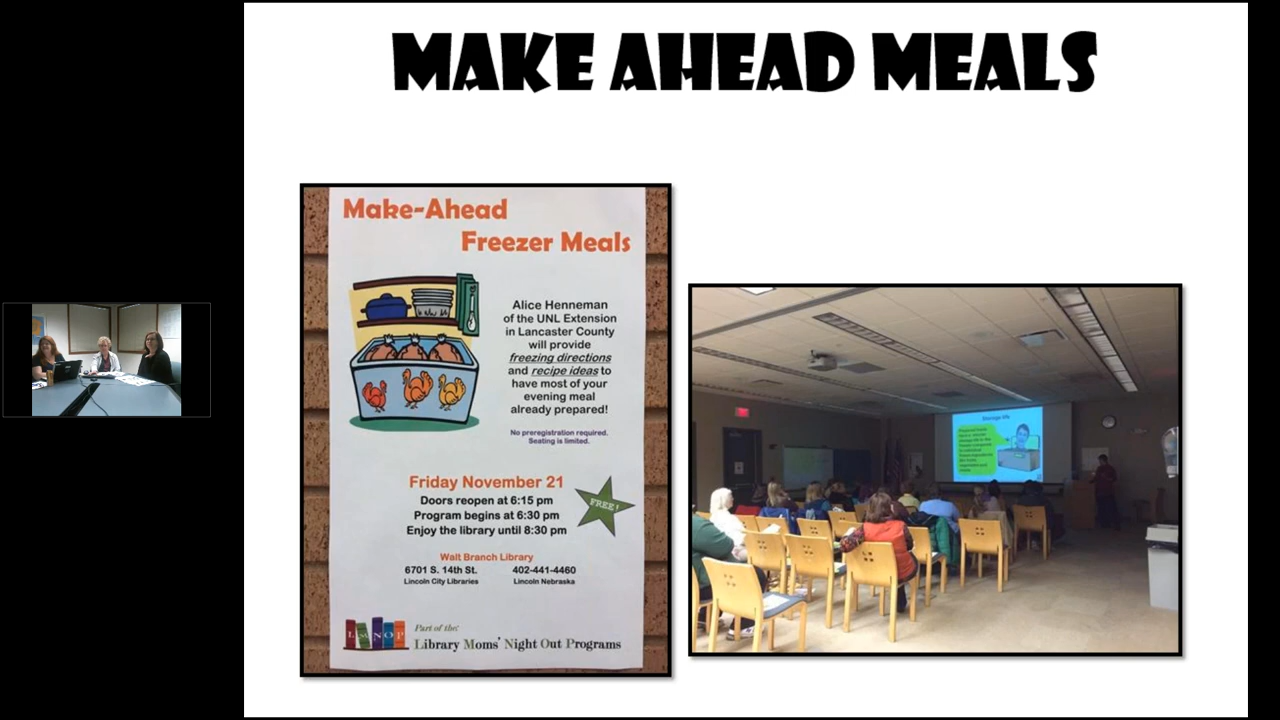 MAKE AHEAD MEALS
Make-Ahead
Freezer Meals
Alice Henneman
of the UNL Extension
in Lancaster County
will provide
freezing directions
and recipe ideas to
have most of your
evening meal
already prepared!
No preregistration required.
Seating is limited.
Friday November 21
Doors reopen at 6:15 pm
Program begins at 6:30 pm
Enjoy the library until 8:30 pm
FREE!
Walt Branch Library
6701 S. 14th St. 402-441-4460
Lincoln City Libraries Lincoln Nebraska
LMNOP
Part of the:
Library Moms' Night Out Programs
Storage life